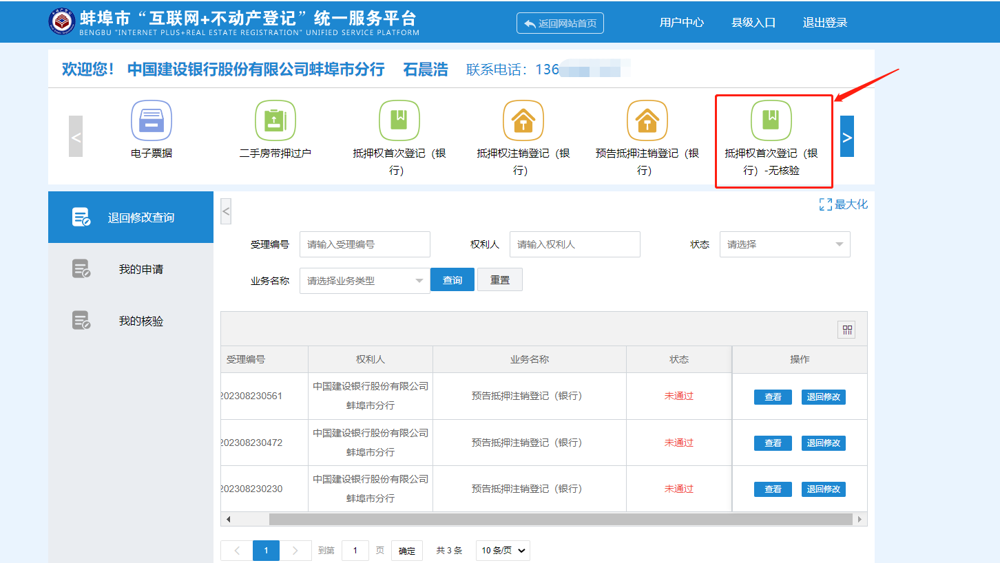 蚌埠市“互联网+不动产登记”统一服务平台
BENGBU "INTERNET PLUS+REAL ESTATE REGISTRATION" UNIFIED SERVICE PLATFORM
返回网站首页
用户中心
县级入口
退出登录
欢迎您！ 中国建设银行股份有限公司蚌埠市分行 石晨浩 联系电话：136
<
电子票据
二手房带押过户
抵押权首次登记（银
行）
抵押权注销登记（银
行）
预告抵押注销登记（银
行）
抵押权首次登记（银
行）-无核验
>
退回修改查询
我的申请
我的核验
<
最大化
受理编号 请输入受理编号 权利人 请输入权利人 状态 请选择
业务名称 请选择业务类型 查询 重置
受理编号 权利人 业务名称 状态 操作
202308230561 中国建设银行股份有限公司
蚌埠市分行 预告抵押注销登记（银行） 未通过 查看 退回修改
202308230472 中国建设银行股份有限公司
蚌埠市分行 预告抵押注销登记（银行） 未通过 查看 退回修改
202308230230 中国建设银行股份有限公司
蚌埠市分行 预告抵押注销登记（银行） 未通过 查看 退回修改
< 1 > 到第 1 页 确定 共 3 条 10 条/页